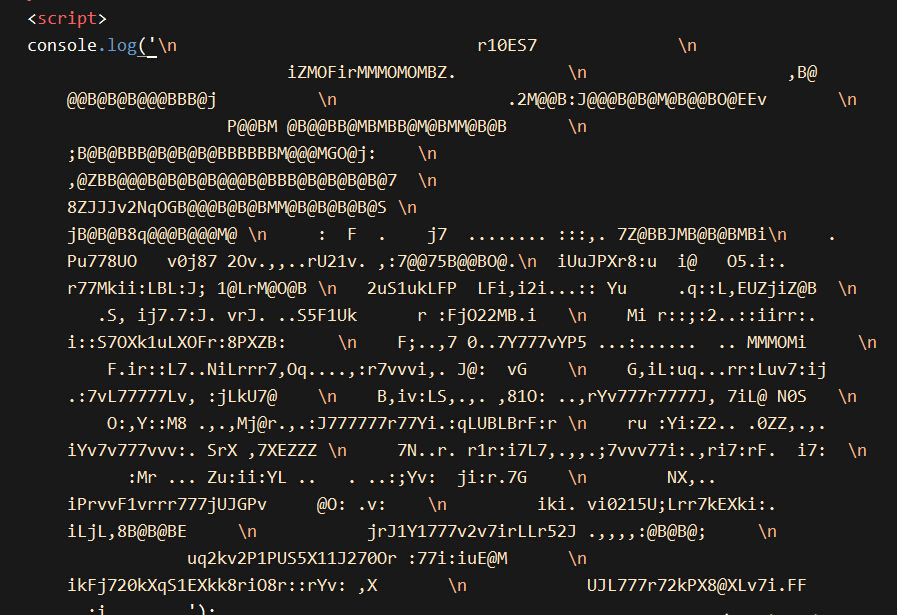 <script>
console.log('\n                              r10ES7              \n
                      iZMOFirMMMOMOMBZ.           \n                    ,B@
@@B@B@B@@@BBB@j          \n                 .2M@@B:J@@@B@B@M@B@@BO@EEv       \n
                P@@BM @B@@BB@MBMBB@M@BMM@B@B      \n
;B@B@BBB@B@B@B@BBBBBBM@@@MGO@j:    \n
,@ZBB@@@B@B@B@B@@@B@BBB@B@B@B@B@7  \n
8ZJJJv2NqOGB@@@B@B@BMM@B@B@B@B@S \n
jB@B@B8q@@@B@@@M@ \n     :  F  .    j7  ........ :::,. 7Z@BBJMB@B@BMBi\n    .
Pu778UO   v0j87 2Ov.,,..rU21v. ,:7@@75B@@BO@.\n  iUuJPXr8:u  i@   O5.i:.
r77Mkii:LBL:J; 1@LrM@O@B \n   2uS1ukLFP  LFi,i2i...:: Yu     .q::L,EUZjiZ@B  \n
   .S, ij7.7:J. vrJ. ..S5F1Uk      r :FjO22MB.i   \n    Mi r::;:2..::iirr:.
i::S7OXk1uLXOFr:8PXZB:     \n    F;..,7 0..7Y777vYP5 ...:......  .. MMMOMi     \n
    F.ir::L7..NiLrrr7,Oq....,:r7vvvi,. J@:  vG    \n    G,iL:uq...rr:Luv7:ij
.:7vL77777Lv, :jLkU7@    \n    B,iv:LS,.,. ,81O: ..,rYv777r7777J, 7iL@ N0S   \n
    O:,Y::M8 .,.,Mj@r.,.:J777777r77Yi.:qLUBLBrF:r \n    ru :Yi:Z2.. .0ZZ,.,.
iYv7v777vvv:. SrX ,7XEZZZ \n     7N..r. r1r:i7L7,.,,.;7vvv77i:.,ri7:rF.  i7:  \n
      :Mr ... Zu:ii:YL ..   . ..:;Yv:  ji:r.7G    \n        NX,..
iPrvvF1vrrr777jUJGPv     @O: .v:    \n         iki. vi0215U;Lrr7kEXki:.
iLjL,8B@B@BE     \n           jrJ1Y1777v2v7irLLr52J .,,,,:@B@B@;     \n
            uq2kv2P1PUS5X11J270Or :77i:iuE@M      \n
ikFj720kXqS1EXkk8riO8r::rYv: ,X       \n            UJL777r72kPX8@XLv7i.FF
  :i        ');